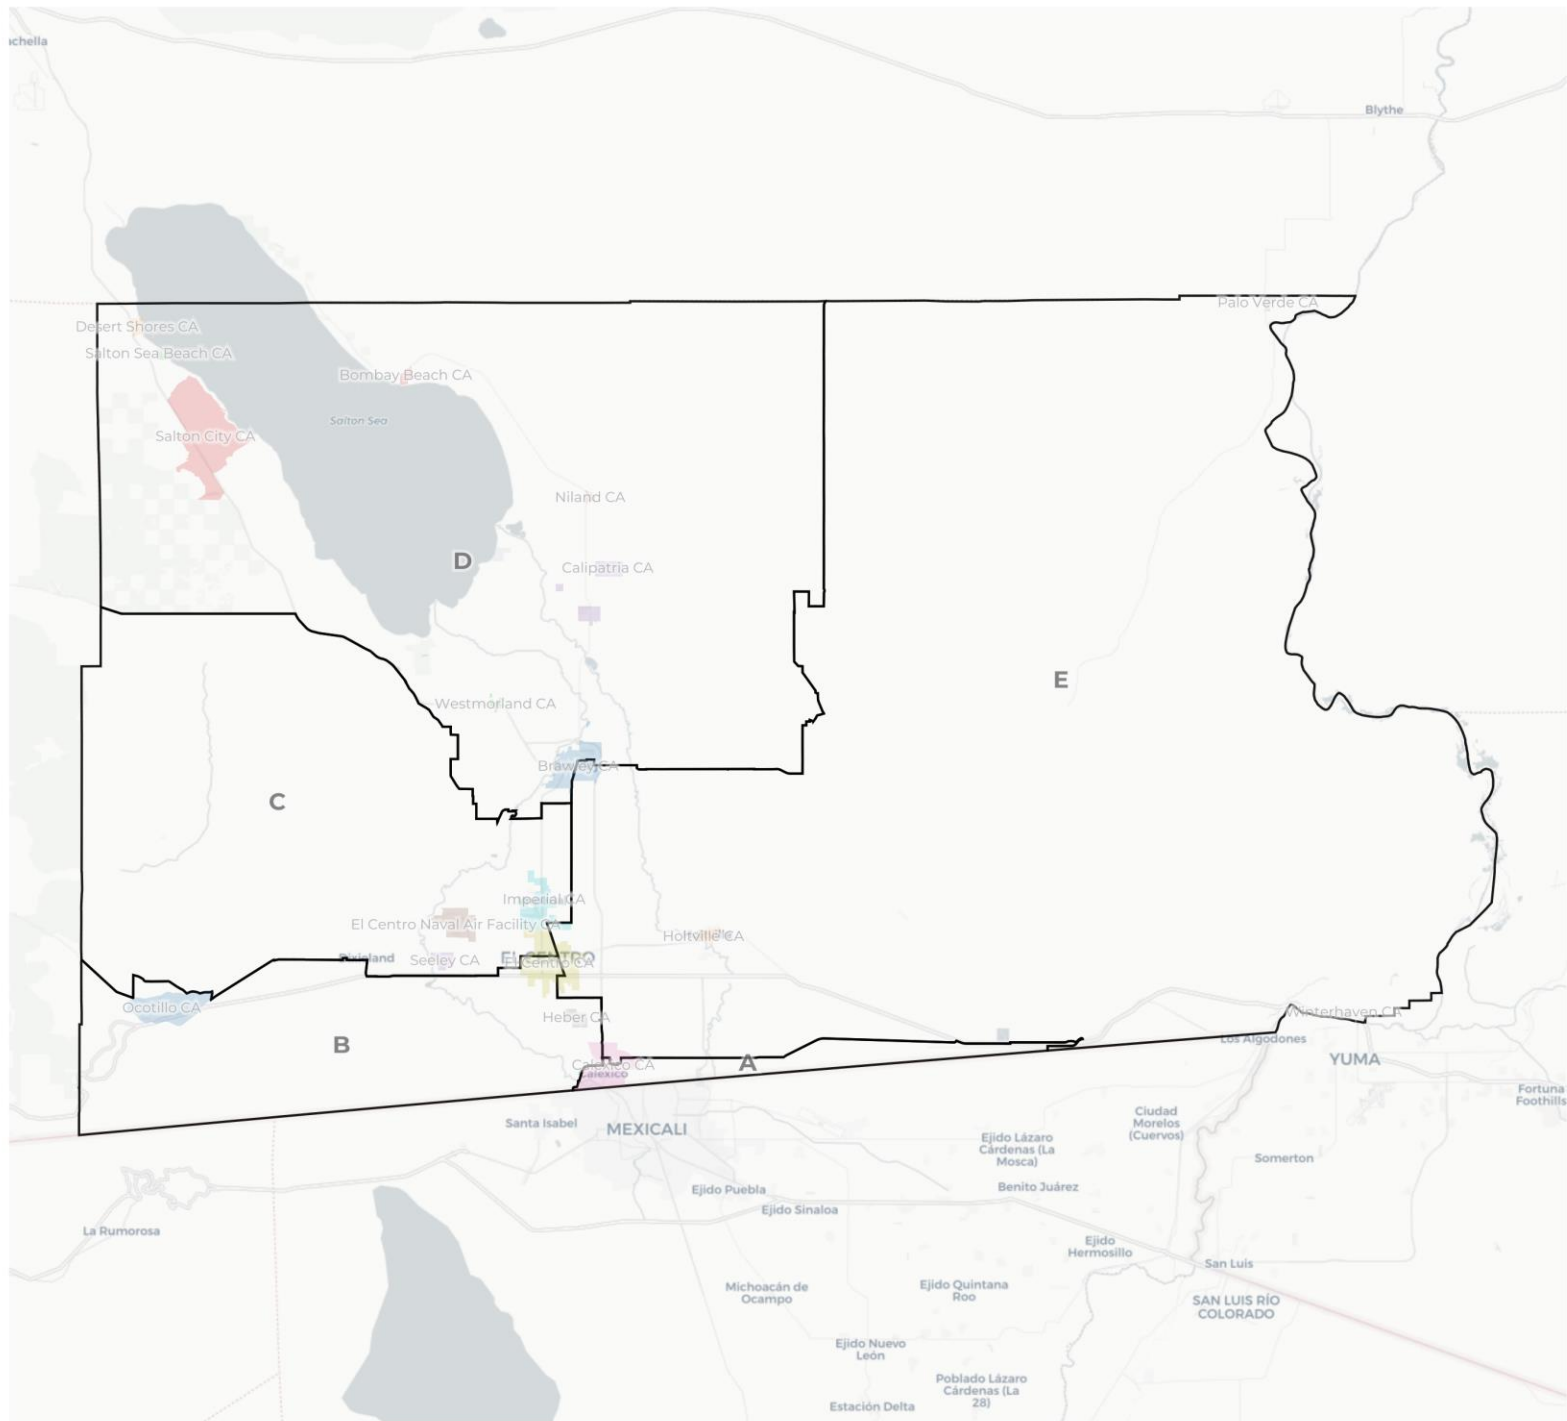 Blythe
Palo Verde CA
Desert Shores CA
Salton Sea Beach CA
Bombay Beach CA
Salton Sea
Salton City CA
Niland CA
D
Calipatria CA
E
Westmorland CA
Brawley CA
C
Imperial CA
El Centro Naval Air Facility CA
Holtville CA
EL CENTRO
Seeley CA
El Centro CA
Ocotillo CA
Heber CA
Winterhaven CA
B
Los Algodones
A
Calexico CA
Calexico
YUMA
Fortuna
Foothills
Santa Isabel
MEXICALI
Ciudad
Morelos
(Cuervos)
Ejido Lázaro
Cárdenas (La
Mosca)
Somerton
Ejido Puebla
Benito Juárez
Ejido Sinaloa
La Rumorosa
Ejido
Hermosillo
San Luis
Michoacán de
Ocampo
Ejido Quintana
Roo
SAN LUIS RÍO
COLORADO
Ejido Nuevo
León
Poblado Lázaro
Cárdenas (La
28)
Estación Delta